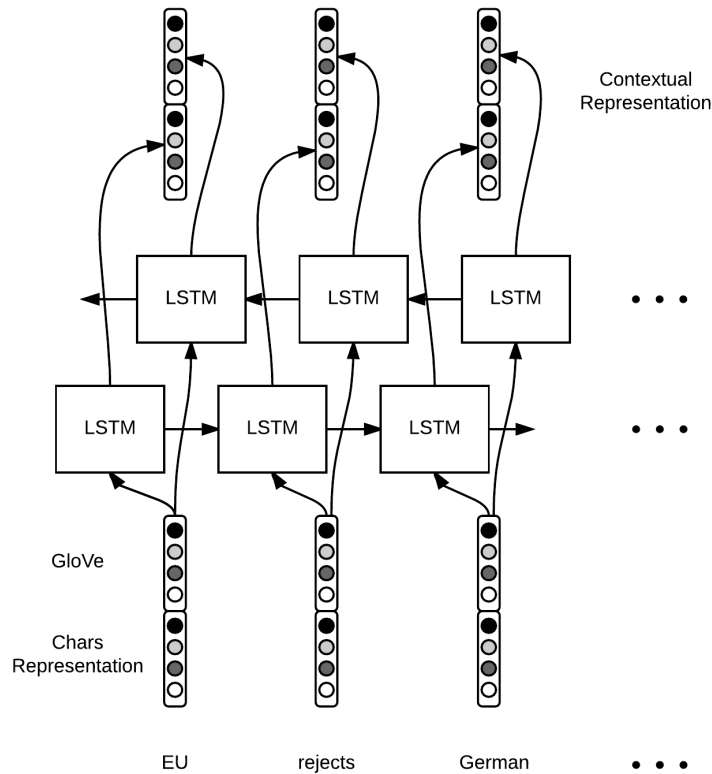 Contextual
Representation
LSTM LSTM LSTM • • •
LSTM LSTM LSTM • • •
GloVe
Chars
Representation
EU rejects German • • •